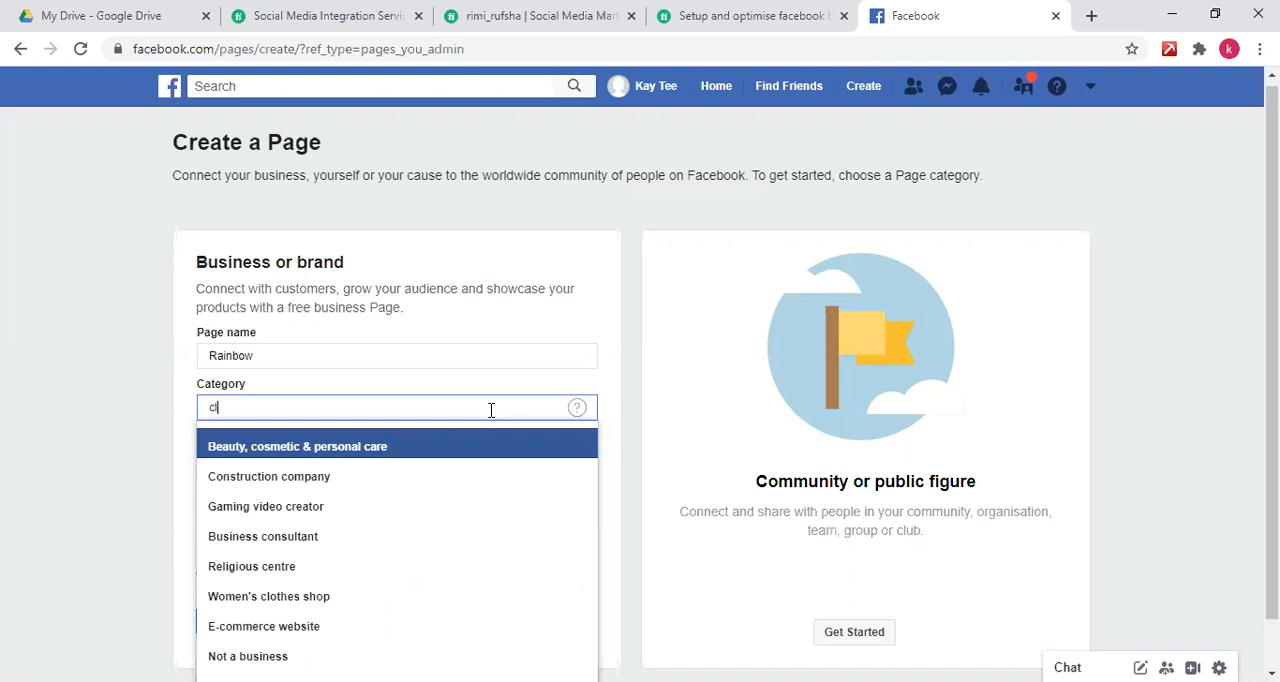 My Drive - Google Drive
Social Media Integration Servi
rimi_rufsha | Social Media Mar
Setup and optimise facebook b
Facebook
facebook.com/pages/create/?ref_type=pages_you_admin
k
Search
Kay Tee
Home
Find Friends
Create
Create a Page
Connect your business, yourself or your cause to the worldwide community of people on Facebook. To get started, choose a Page category.
Business or brand
Connect with customers, grow your audience and showcase your
products with a free business Page.
Page name
Rainbow
Category
cl
Beauty, cosmetic & personal care
Construction company
Gaming video creator
Business consultant
Religious centre
Women's clothes shop
E-commerce website
Not a business
Community or public figure
Connect and share with people in your community, organisation,
team, group or club.
Get Started
Chat